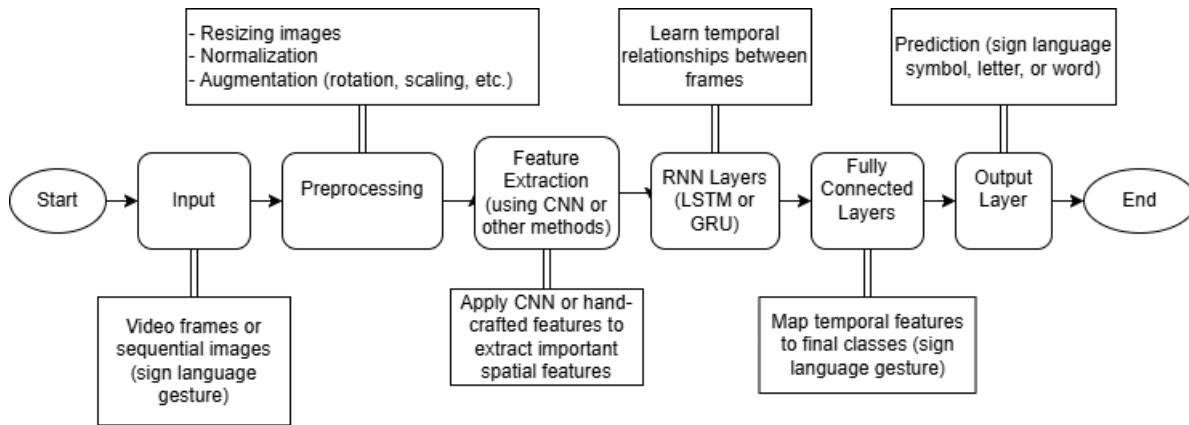 - Resizing images
- Normalization
- Augmentation (rotation, scaling, etc.)
Learn temporal
relationships between
frames
Prediction (sign language
symbol, letter, or word)
Start
Input
Preprocessing
Feature
Extraction
(using CNN or
other methods)
RNN Layers
(LSTM or
GRU)
Fully
Connected
Layers
Output
Layer
End
Video frames or
sequential images
(sign language
gesture)
Apply CNN or hand-
crafted features to
extract important
spatial features
Map temporal features
to final classes (sign
language gesture)